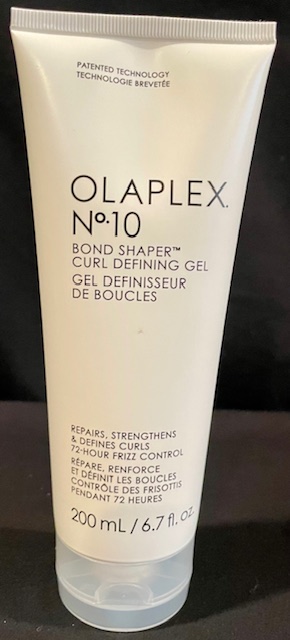 PATENTED TECHNOLOGY
TECHNOLOGIE BREVETÉE
OLAPLEX.
Nº.10
BOND SHAPER™
CURL DEFINING GEL
GEL DEFINISSEUR
DE BOUCLES
REPAIRS, STRENGTHENS
& DEFINES CURLS
72-HOUR FRIZZ CONTROL
RÉPARE, RENFORCE
ET DÉFINIT LES BOUCLES
CONTRÔLE DES FRISOTTIS
PENDANT 72 HEURES
200 mL / 6.7 fl. oz.